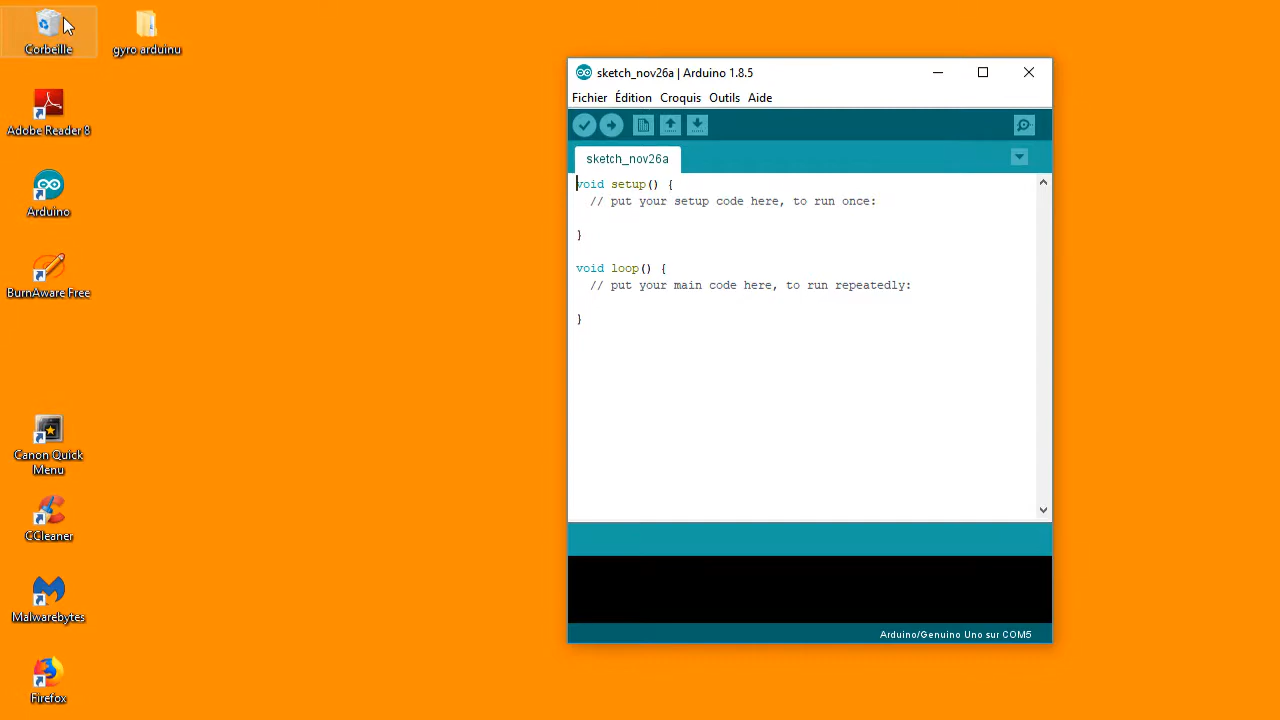 Corbeille
gyro arduinu
Adobe Reader 8
Arduino
BurnAware Free
Canon Quick
Menu
CCleaner
Malwarebytes
Firefox
sketch_nov26a | Arduino 1.8.5
Fichier Édition Croquis Outils Aide
sketch_nov26a
void setup() {
// put your setup code here, to run once:
}
void loop() {
// put your main code here, to run repeatedly:
}
Arduino/Genuino Uno sur COM5